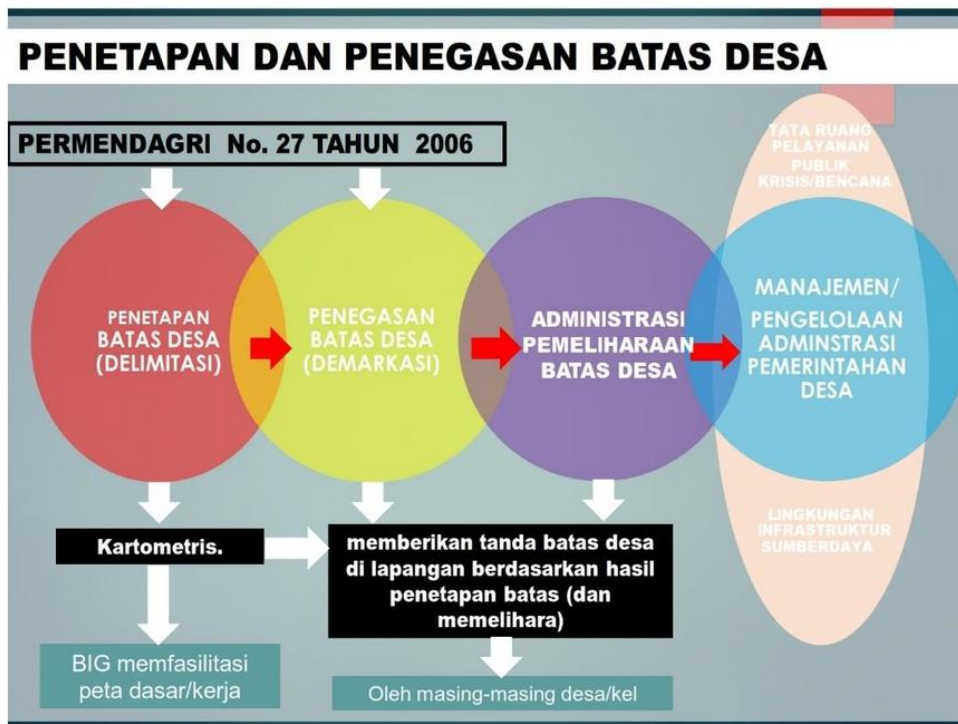 PENETAPAN DAN PENEGASAN BATAS DESA
PERMENDAGRI No. 27 TAHUN 2006
TATA RUANG
PELAYANAN
PUBLIK
KRISIS/BENCANA
PENETAPAN
BATAS DESA
(DELIMITASI)
PENEGASAN
BATAS DESA
(DEMARKASI)
ADMINISTRASI
PEMELIHARAAN
BATAS DESA
MANAJEMEN/
PENGELOLAAN
ADMINSTRASI
PEMERINTAHAN
DESA
Kartometris.
memberikan tanda batas desa
di lapangan berdasarkan hasil
penetapan batas (dan
memelihara)
LINGKUNGAN
INFRASTRUKTUR
SUMBERDAYA
BIG memfasilitasi
peta dasar/kerja
Oleh masing-masing desa/kel